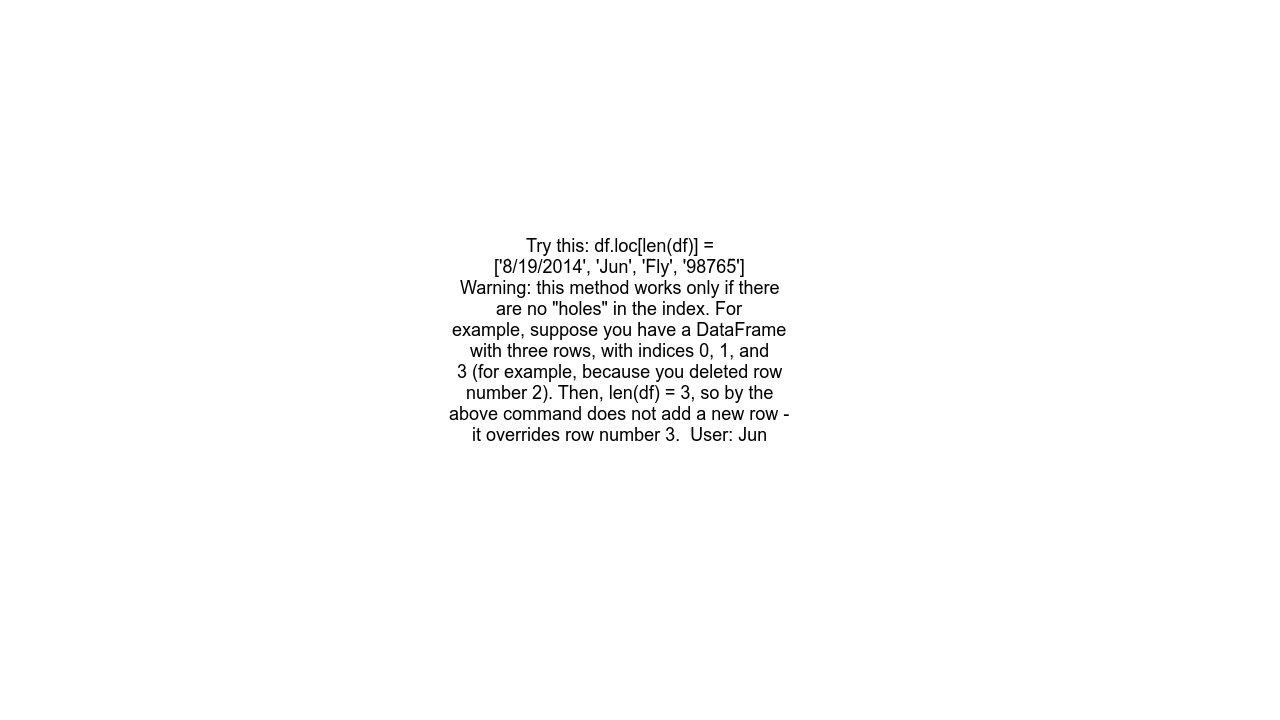 Try this: df.loc[len(df)] =
['8/19/2014', 'Jun', 'Fly', '98765']
Warning: this method works only if there
are no "holes" in the index. For
example, suppose you have a DataFrame
with three rows, with indices 0, 1, and
3 (for example, because you deleted row
number 2). Then, len(df) = 3, so by the
above command does not add a new row -
it overrides row number 3.  User: Jun